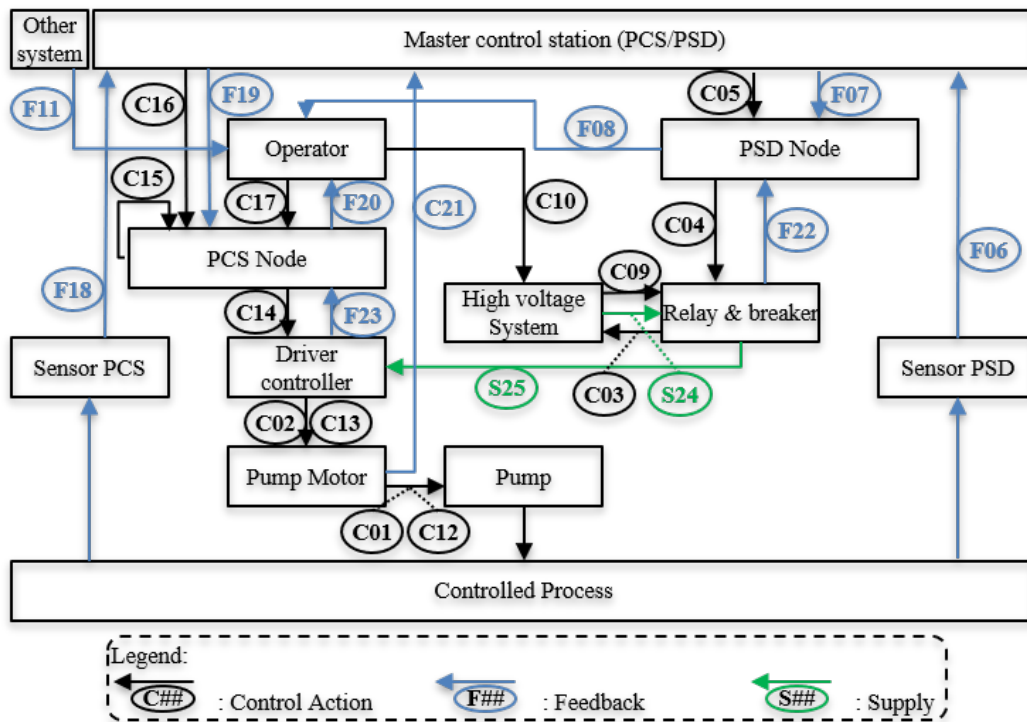 Other
system
Master control station (PCS/PSD)
F11
C16
F19
C05
F07
F08
Operator
PSD Node
C15
C17
F20
C21
C10
C04
F22
PCS Node
F18
C09
F06
C14
F23
High voltage
System
Relay & breaker
Sensor PCS
Driver
controller
Sensor PSD
S25
C03
S24
C02
C13
Pump Motor
Pump
C01
C12
Controlled Process
Legend:
C##
: Control Action
F##
: Feedback
S##
: Supply